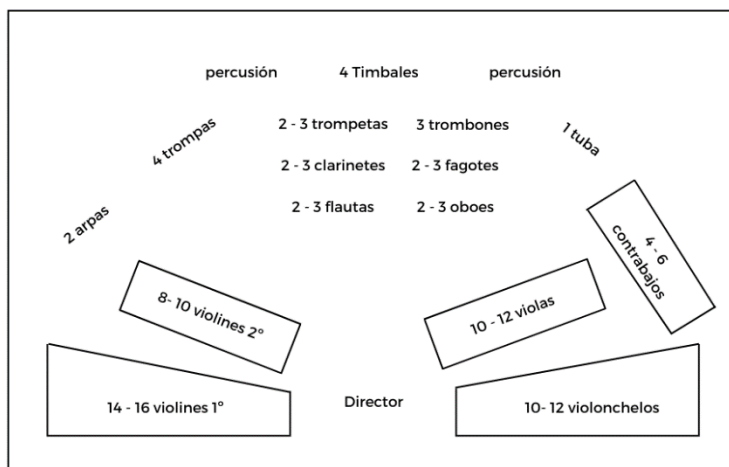 percusión
4 Timbales
percusión
2 - 3 trompetas
3 trombones
4 trompas
1 tuba
2 - 3 clarinetes
2 - 3 fagotes
2 - 3 flautas
2 - 3 oboes
2 arpas
4 - 6
contrabajos
8- 10 violines 2º
10 - 12 violas
14 - 16 violines 1º
Director
10- 12 violonchelos